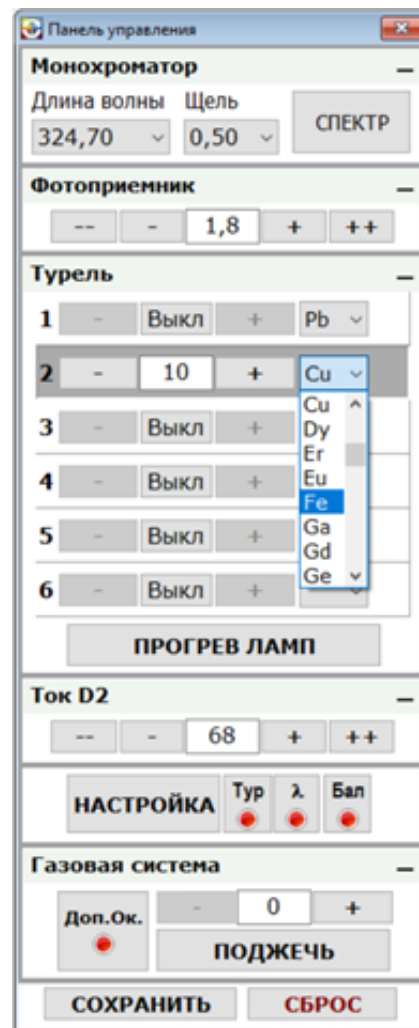 Панель управления
Монохроматор –
Длина волны Щель
324,70 0,50 СПЕКТР
Фотоприемник –
-- - 1,8 + ++
Турель –
1 - Выкл + Pb
2 - 10 + Cu
Cu
Dy
3 - Выкл + Er
Eu
4 - Выкл + Fe
Ga
5 - Выкл + Gd
Ge
6 - Выкл +
ПРОГРЕВ ЛАМП
Ток D2 –
-- - 68 + ++
НАСТРОЙКА Тур λ Бал
Газовая система –
Доп.Ок. - 0 +
ПОДЖЕЧЬ
СОХРАНИТЬ СБРОС